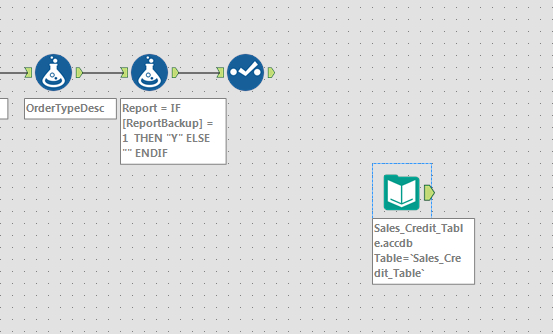 OrderTypeDesc
Report = IF
[ReportBackup] =
1 THEN "Y" ELSE
"" ENDIF
Sales_Credit_Tabl
e.accdb
Table=`Sales_Cre
dit_Table`